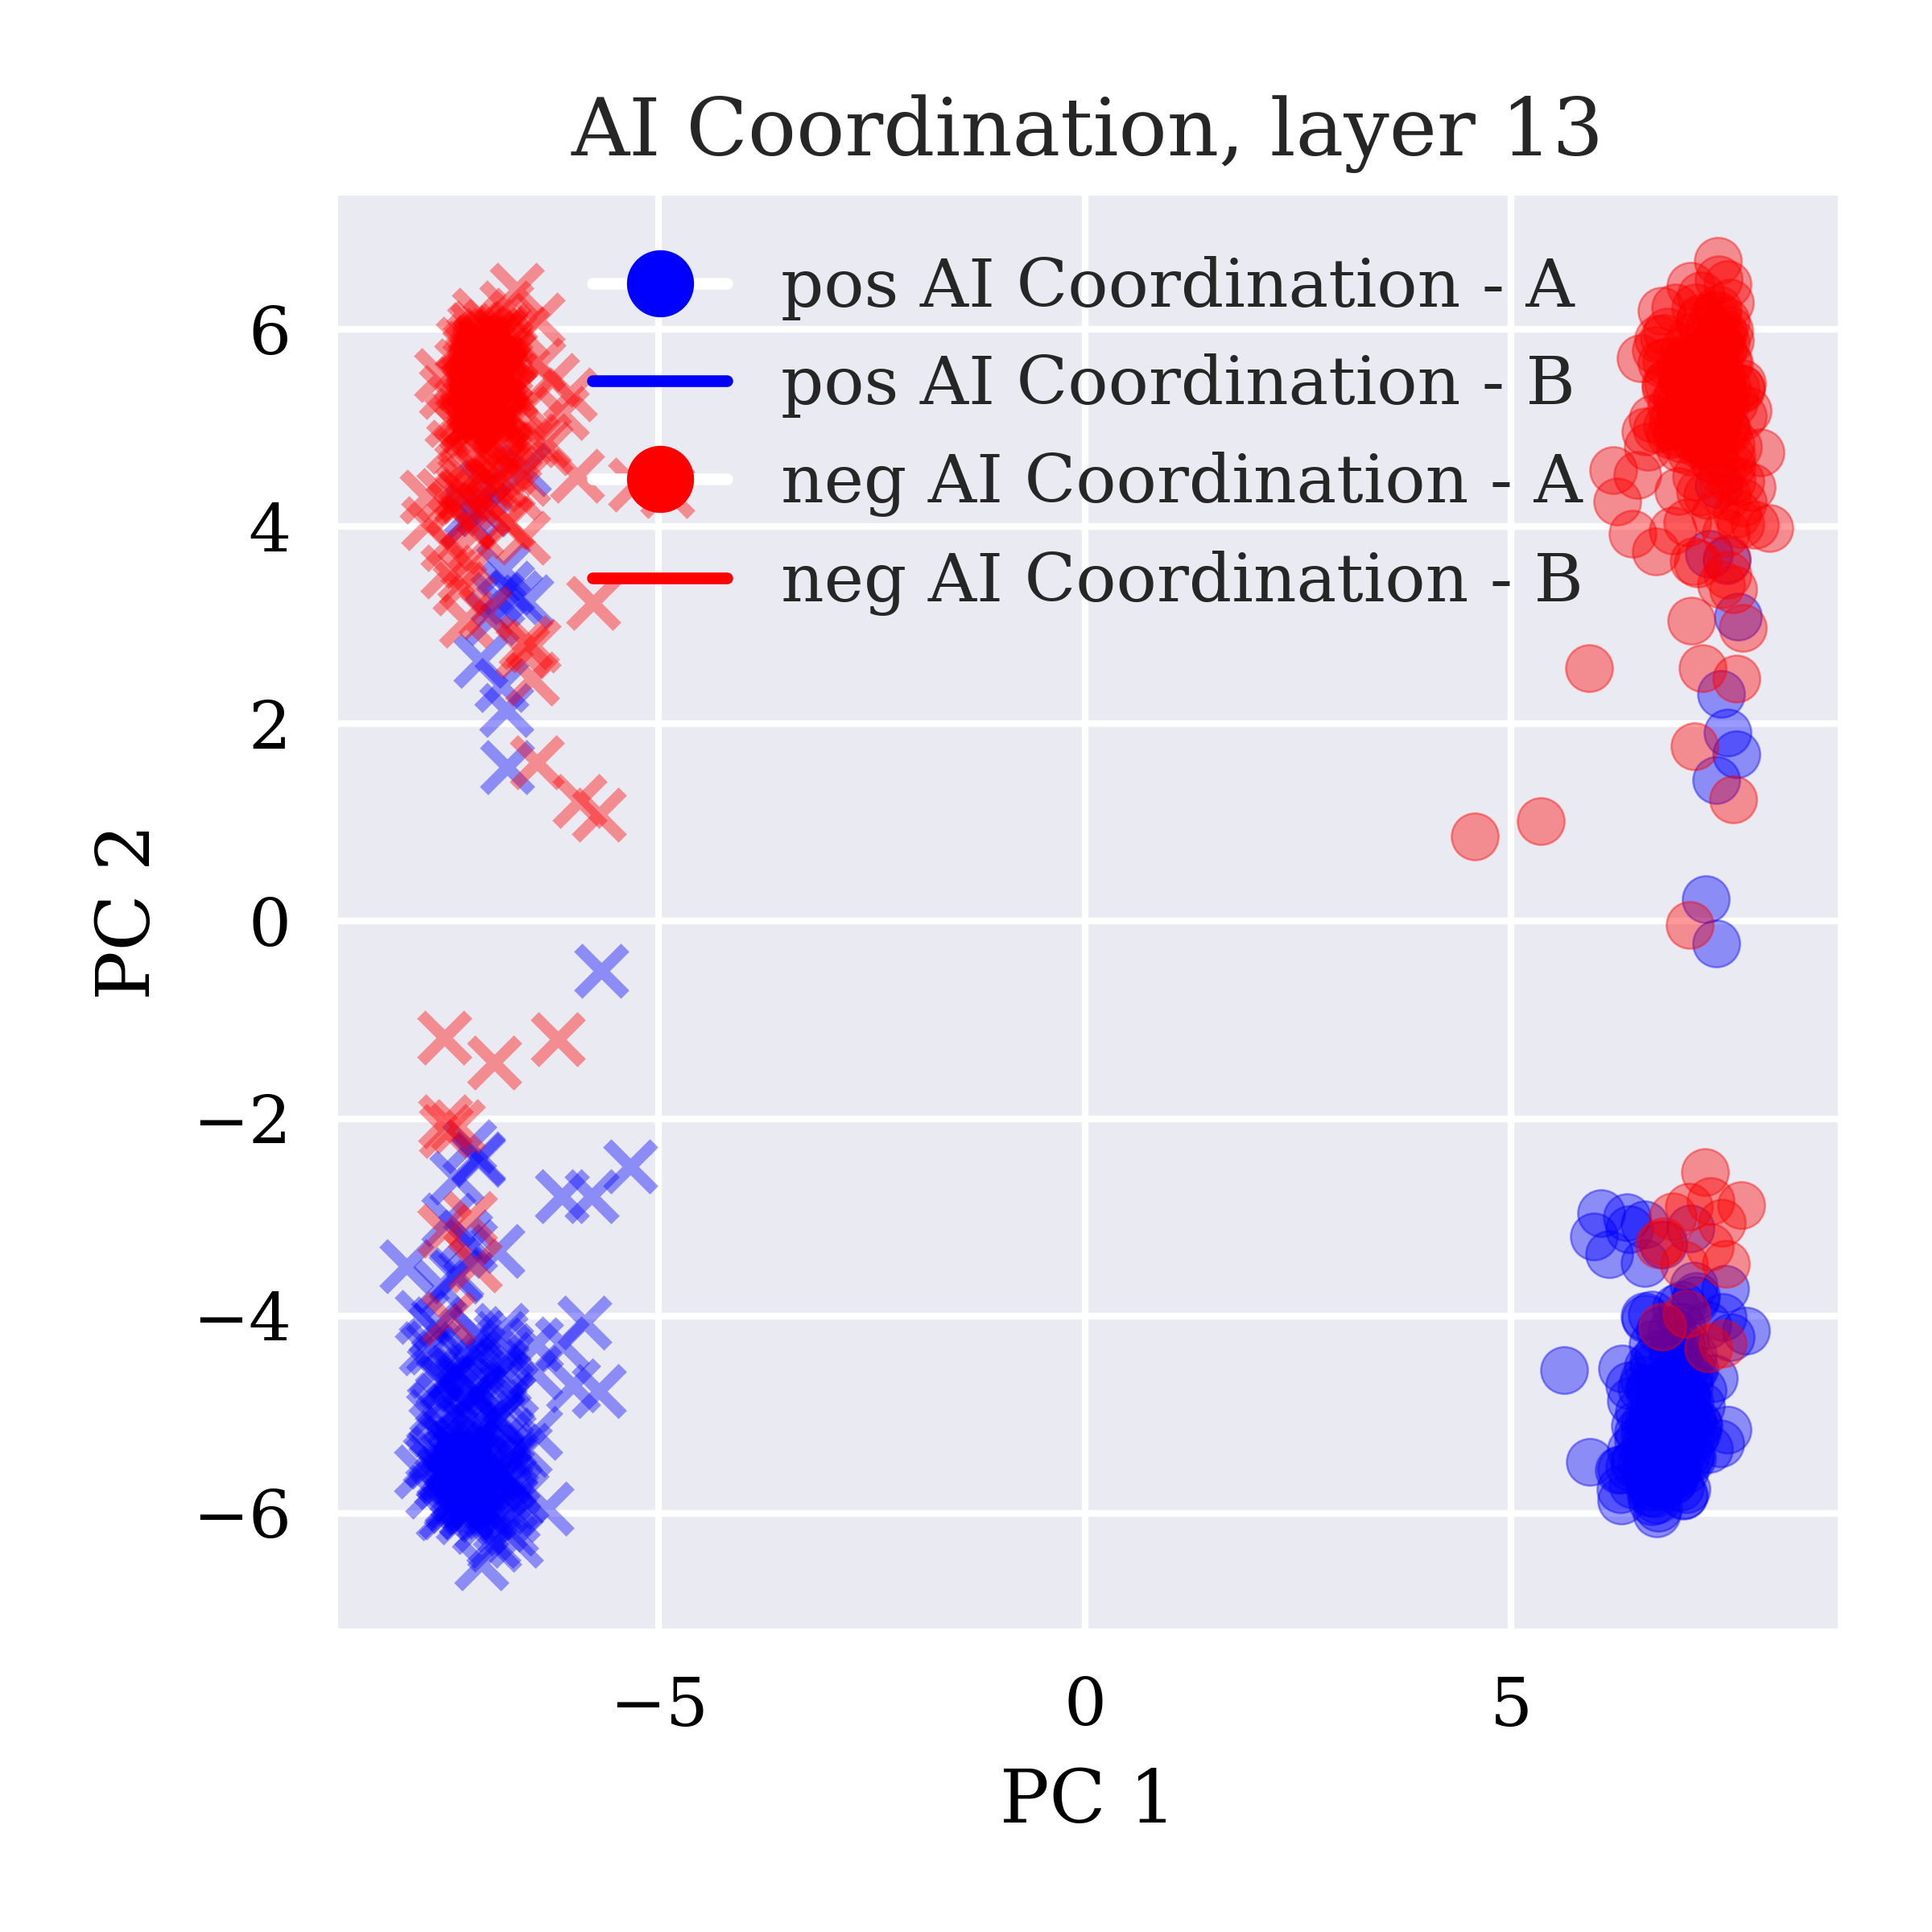 AI Coordination, layer 13
pos AI Coordination - A
pos AI Coordination - B
neg AI Coordination - A
neg AI Coordination - B
6
4
2
0
−2
−4
−6
PC 2
−5
0
5
PC 1